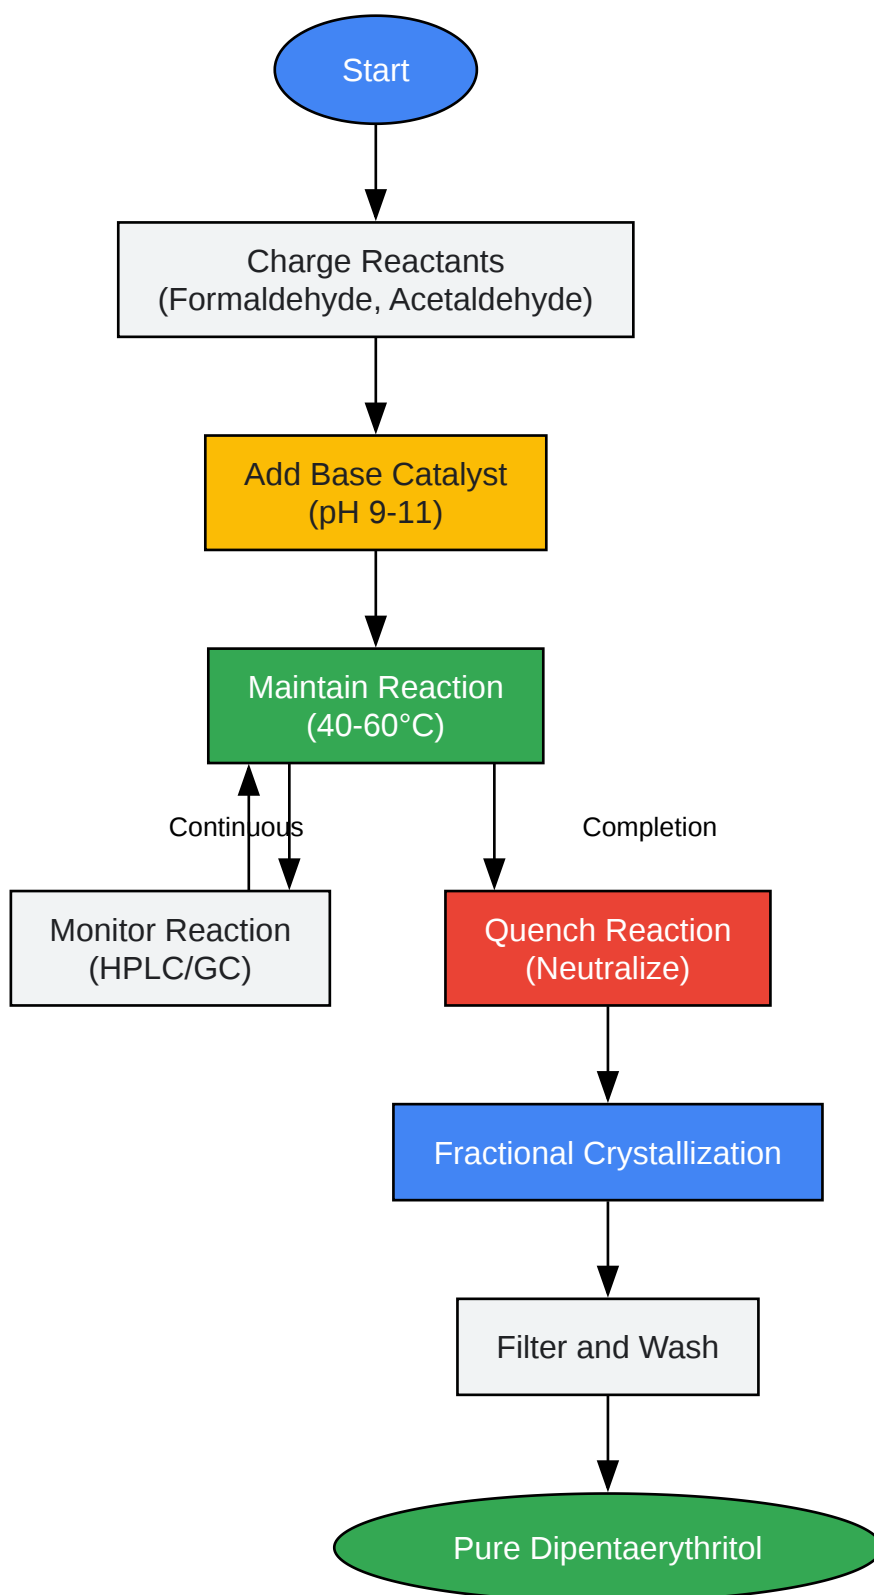 Start
Charge Reactants
(Formaldehyde, Acetaldehyde)
Add Base Catalyst
(pH 9-11)
Maintain Reaction
(40-60°C)
Continuous
Completion
Monitor Reaction
(HPLC/GC)
Quench Reaction
(Neutralize)
Fractional Crystallization
Filter and Wash
Pure Dipentaerythritol